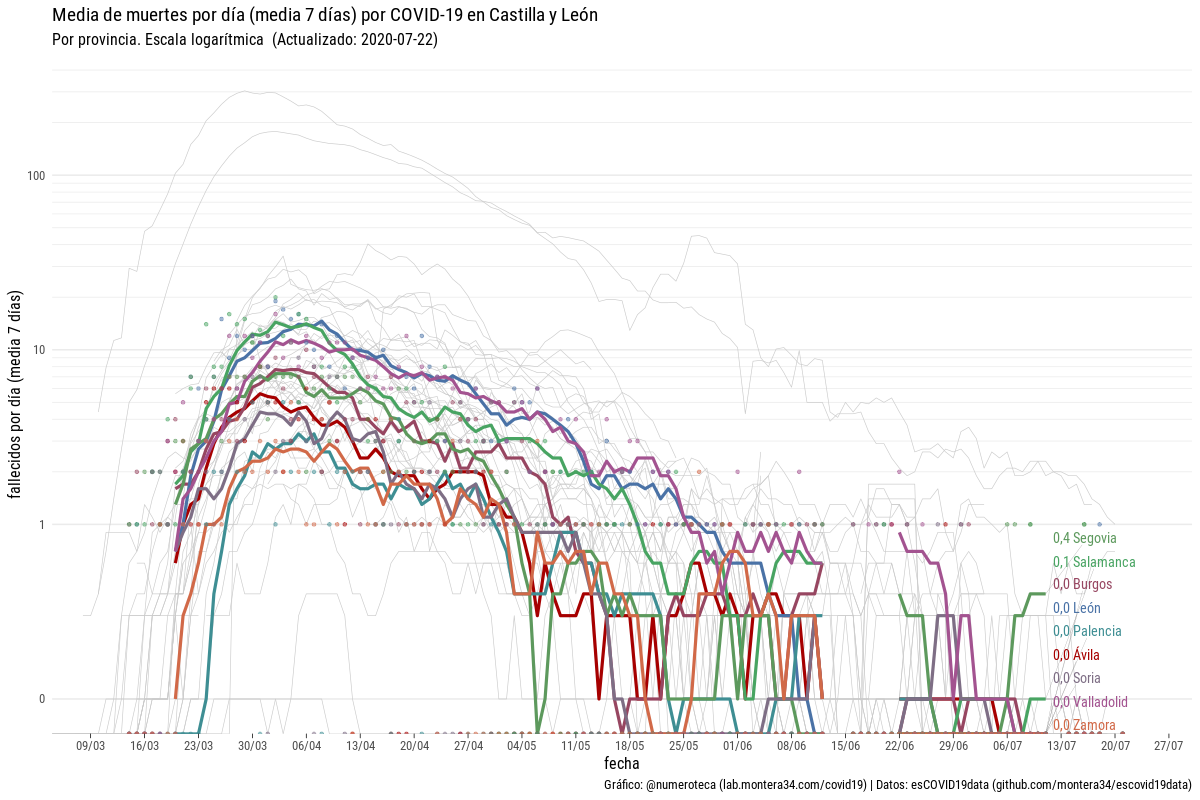 Media de muertes por día (media 7 días) por COVID-19 en Castilla y León
Por provincia. Escala logarítmica (Actualizado: 2020-07-22)
fallecidos por día (media 7 días)
100
10
1
0
0,4 Segovia
0,1 Salamanca
0,0 Burgos
0,0 León
0,0 Palencia
0,0 Ávila
0,0 Soria
0,0 Valladolid
0,0 Zamora
09/03 16/03 23/03 30/03 06/04 13/04 20/04 27/04 04/05 11/05 18/05 25/05 01/06 08/06 15/06 22/06 29/06 06/07 13/07 20/07 27/07
fecha
Gráfico: @numeroteca (lab.montera34.com/covid19) | Datos: esCOVID19data (github.com/montera34/escovid19data)